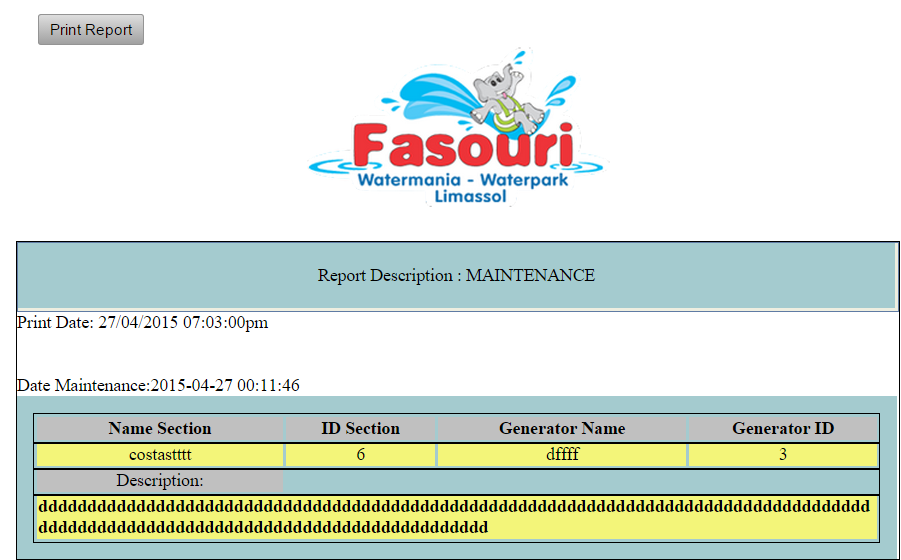 Print Report
Fasouri
Watermania - Waterpark
Limassol
Report Description : MAINTENANCE
Print Date: 27/04/2015 07:03:00pm
Date Maintenance:2015-04-27 00:11:46
Name Section ID Section Generator Name Generator ID
costastttt 6 dffff 3
Description:
dddddddddddddddddddddddddddddddddddddddddddddddddddddddddddddddddddddddddddddddddddddddddddd
dddddddddddddddddddddddddddddddddddddddddddddddddd